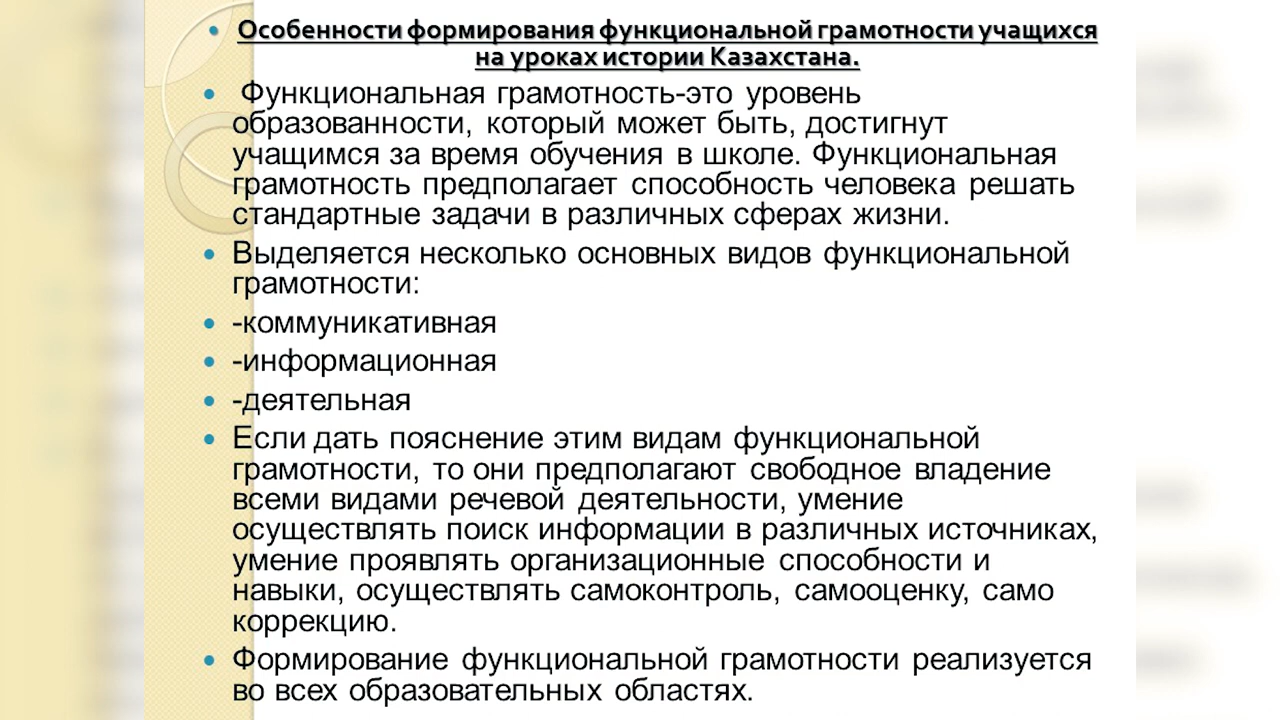 Особенности формирования функциональной грамотности учащихся
на уроках истории Казахстана.
Функциональная грамотность-это уровень
образованности, который может быть, достигнут
учащимся за время обучения в школе. Функциональная
грамотность предполагает способность человека решать
стандартные задачи в различных сферах жизни.
Выделяется несколько основных видов функциональной
грамотности:
-коммуникативная
-информационная
-деятельная
Если дать пояснение этим видам функциональной
грамотности, то они предполагают свободное владение
всеми видами речевой деятельности, умение
осуществлять поиск информации в различных источниках,
умение проявлять организационные способности и
навыки, осуществлять самоконтроль, самооценку, само
коррекцию.
Формирование функциональной грамотности реализуется
во всех образовательных областях.